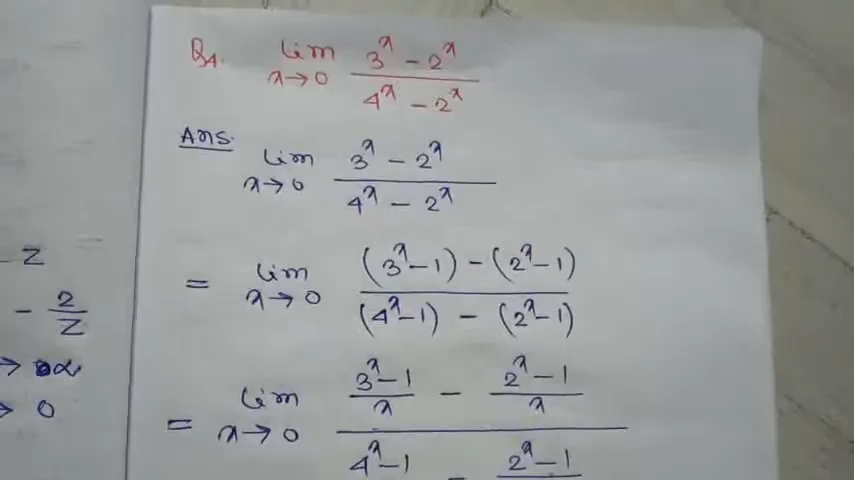 Q4. lim x→0 (3^x - 2^x)/(4^x - 2^x)
Ans. lim x→0 (3^x - 2^x)/(4^x - 2^x)
= lim x→0 ((3^x-1) - (2^x-1))/((4^x-1) - (2^x-1))
= lim x→0 ((3^x-1)/x - (2^x-1)/x)/(4^x-1 - 2^x-1
- z
- 2/z
→ 0